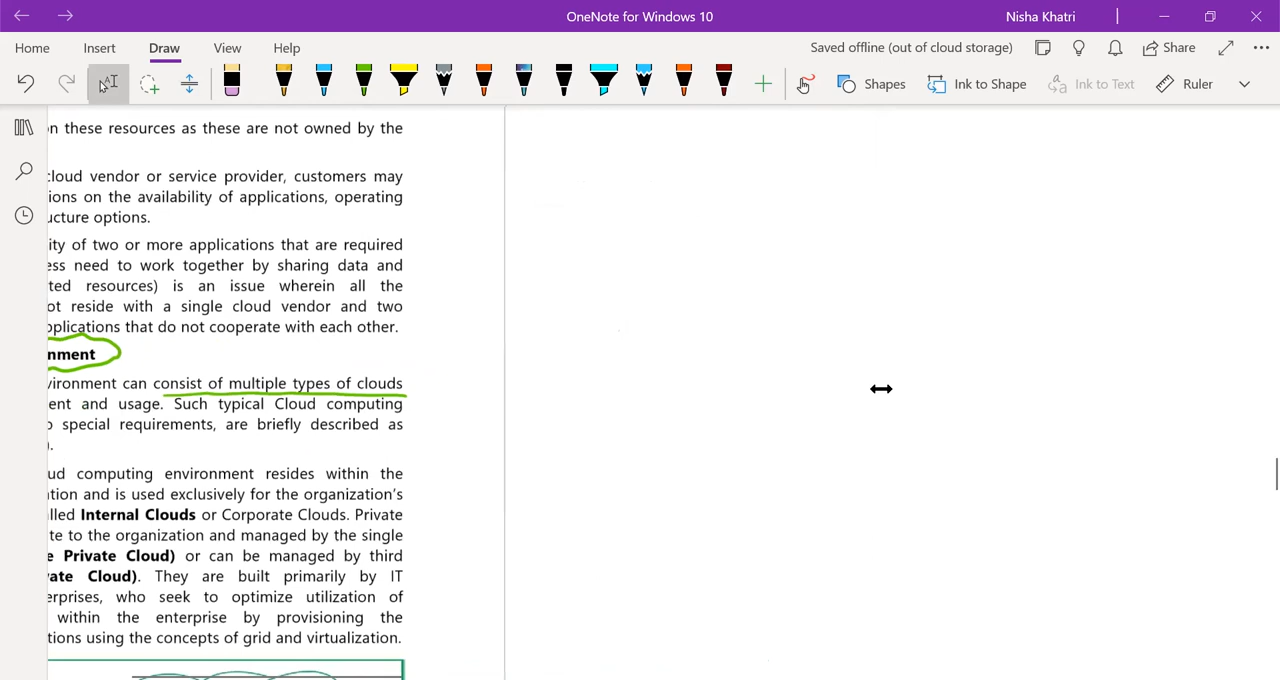 OneNote for Windows 10
Nisha Khatri
Home Insert Draw View Help
Saved offline (out of cloud storage)
Share
Shapes
Ink to Shape
Ink to Text
Ruler
on these resources as these are not owned by the
cloud vendor or service provider, customers may
ions on the availability of applications, operating
ucture options.
ity of two or more applications that are required
ess need to work together by sharing data and
ted resources) is an issue wherein all the
ot reside with a single cloud vendor and two
pplications that do not cooperate with each other.
nment
vironment can consist of multiple types of clouds
ent and usage. Such typical Cloud computing
o special requirements, are briefly described as
).
ud computing environment resides within the
tion and is used exclusively for the organization's
lled Internal Clouds or Corporate Clouds. Private
te to the organization and managed by the single
e Private Cloud) or can be managed by third
vate Cloud). They are built primarily by IT
erprises, who seek to optimize utilization of
within the enterprise by provisioning the
tions using the concepts of grid and virtualization.